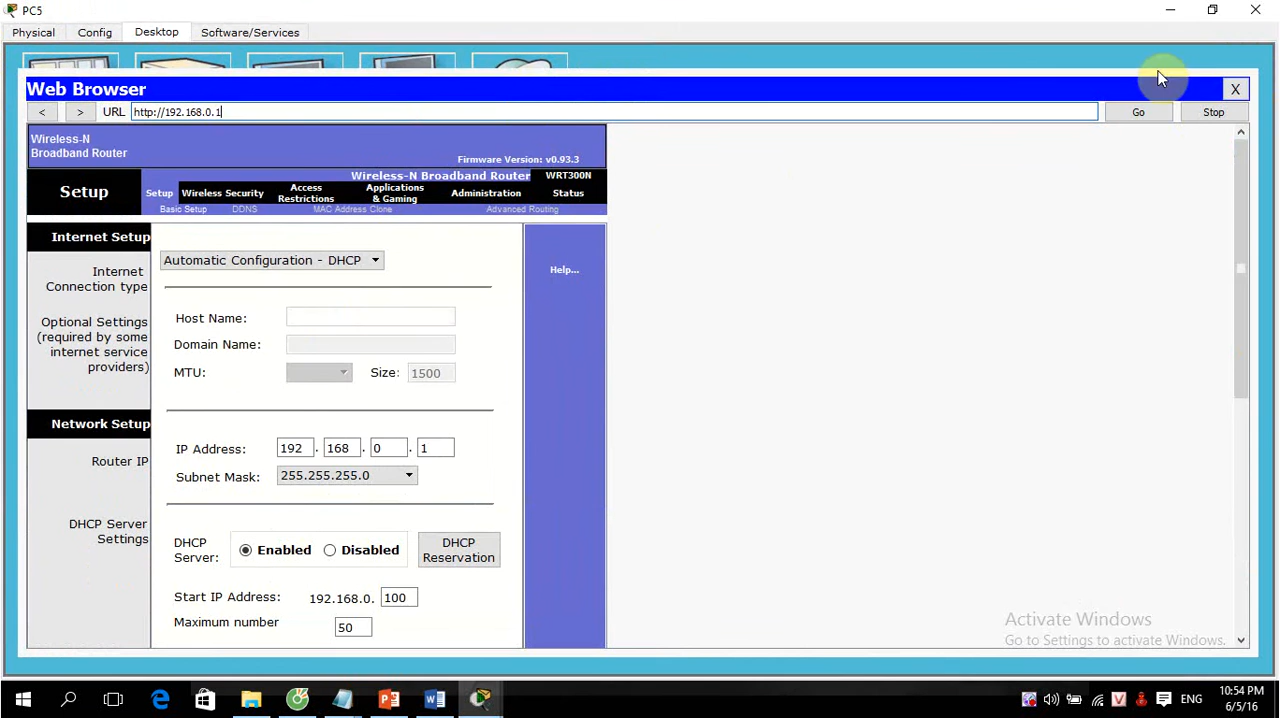 PC5
Physical Config Desktop Software/Services
Web Browser X
< > URL http://192.168.0.1 Go Stop
Wireless-N
Broadband Router
Firmware Version: v0.93.3
Wireless-N Broadband Router WRT300N
Setup
Setup Wireless Security Access Restrictions Applications & Gaming Administration Status
Basic Setup DDNS MAC Address Clone Advanced Routing
Internet Setup
Internet
Connection type
Automatic Configuration - DHCP
Help...
Optional Settings
(required by some
internet service
providers)
Host Name:
Domain Name:
MTU: Size: 1500
Network Setup
Router IP
IP Address: 192 . 168 . 0 . 1
Subnet Mask: 255.255.255.0
DHCP Server
Settings
DHCP
Server: Enabled Disabled
DHCP
Reservation
Start IP Address: 192.168.0. 100
Maximum number 50
Activate Windows
Go to Settings to activate Windows.
ENG
10:54 PM
6/5/16